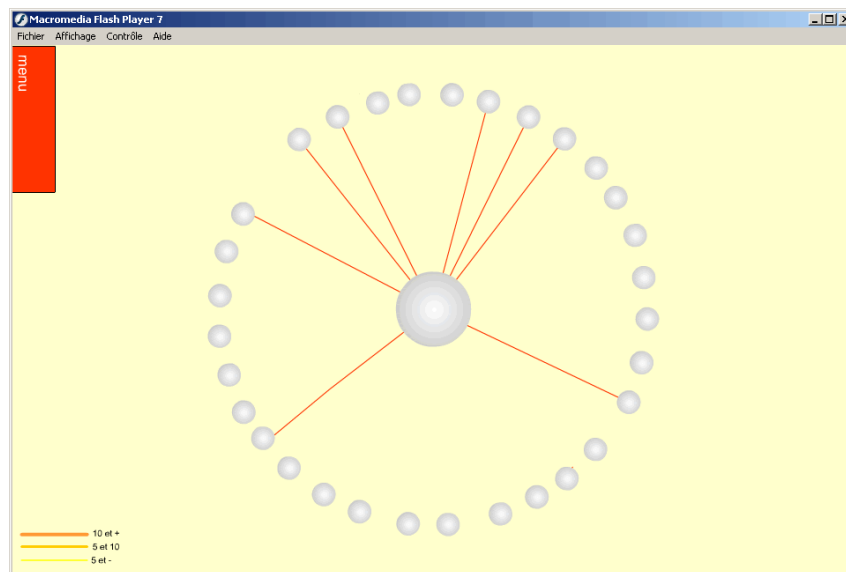 Macromedia Flash Player 7
Fichier Affichage Contrôle Aide
menu
10 et +
5 et 10
5 et -